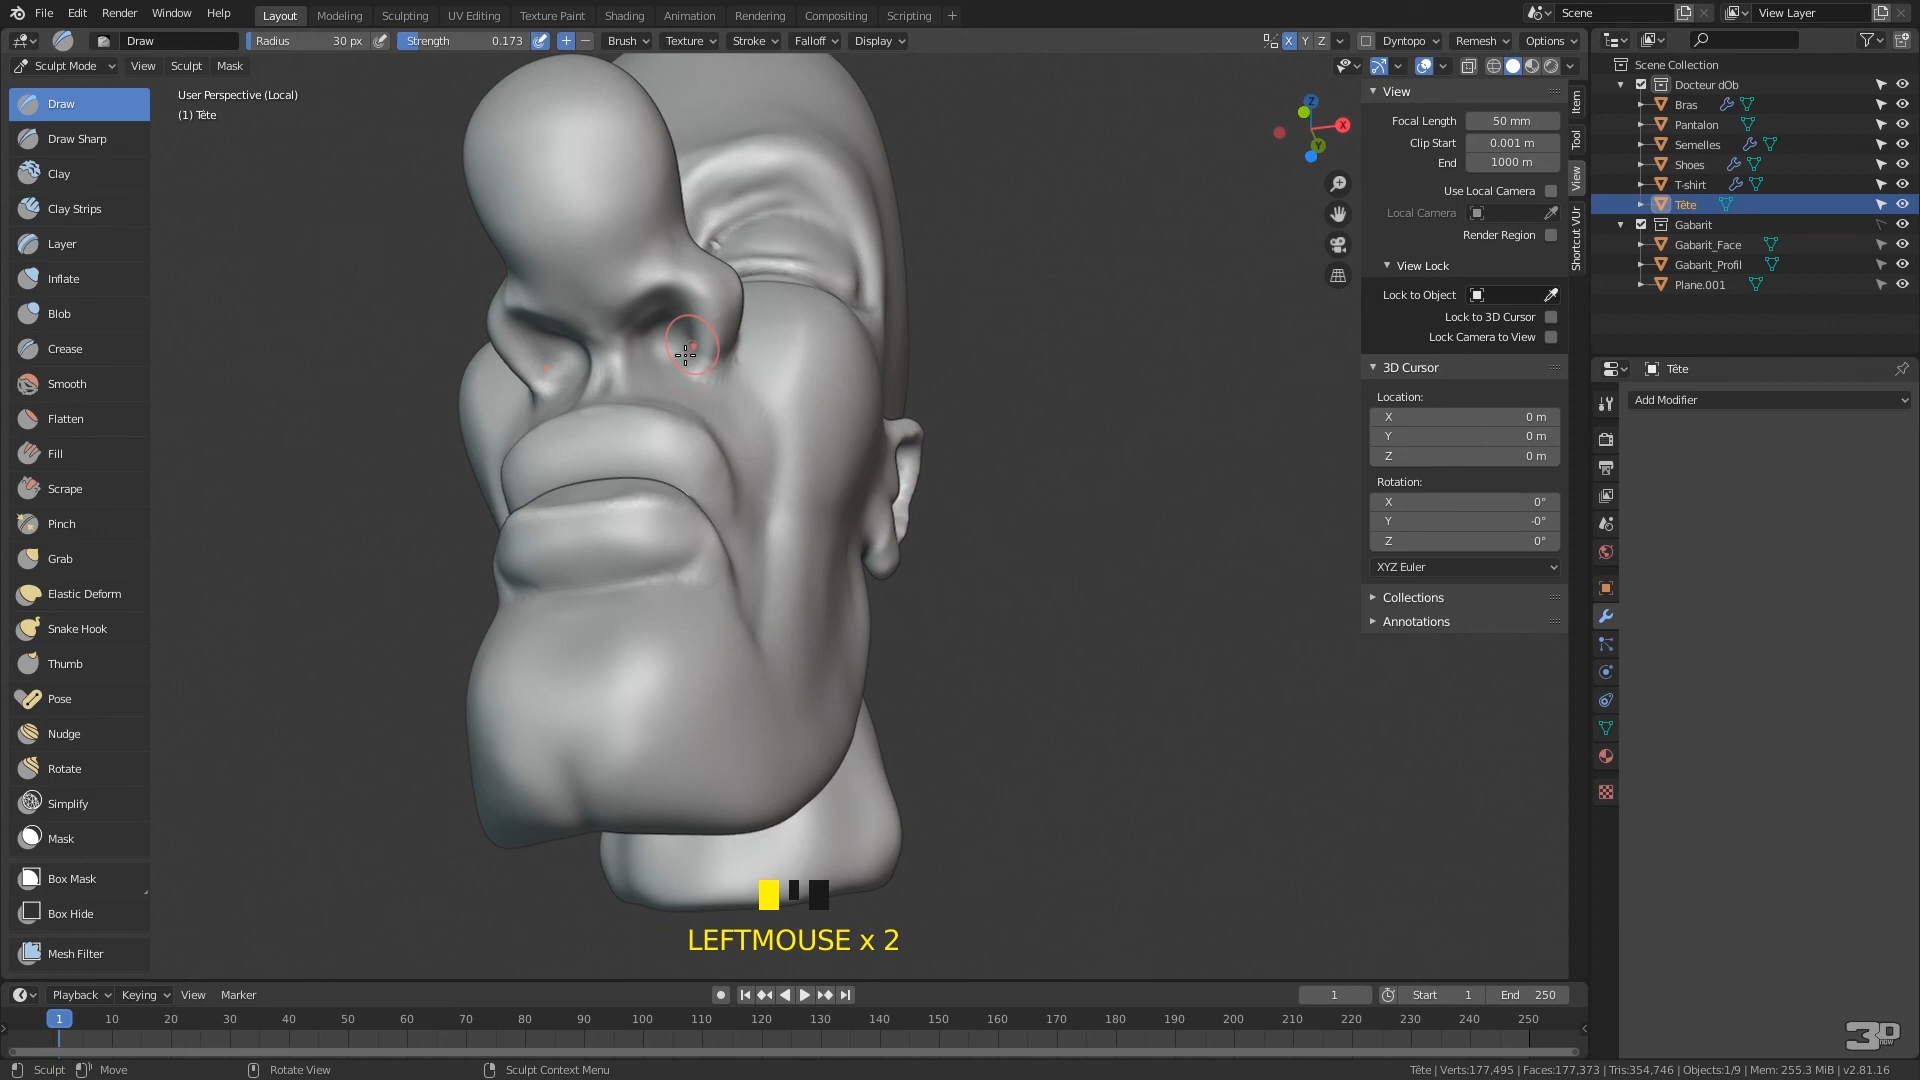 File Edit Render Window Help
Layout Modeling Sculpting UV Editing Texture Paint Shading Animation Rendering Compositing Scripting +
Scene View Layer
Draw Radius 30 px Strength 0.173 + − Brush Texture Stroke Falloff Display X Y Z Dyntopo Remesh Options
Sculpt Mode View Sculpt Mask
User Perspective (Local)
(1) Tête
Draw
Draw Sharp
Clay
Clay Strips
Layer
Inflate
Blob
Crease
Smooth
Flatten
Fill
Scrape
Pinch
Grab
Elastic Deform
Snake Hook
Thumb
Pose
Nudge
Rotate
Simplify
Mask
Box Mask
Box Hide
Mesh Filter
Z
X
Y
View
Focal Length 50 mm
Clip Start 0.001 m
End 1000 m
Use Local Camera
Local Camera
Render Region
View Lock
Lock to Object
Lock to 3D Cursor
Lock Camera to View
3D Cursor
Location:
X 0 m
Y 0 m
Z 0 m
Rotation:
X 0°
Y -0°
Z 0°
XYZ Euler
Collections
Annotations
Item
Tool
View
Shortcut VUr
Scene Collection
Docteur dOb
Bras
Pantalon
Semelles
Shoes
T-shirt
Tête
Gabarit
Gabarit_Face
Gabarit_Profil
Plane.001
Tête
Add Modifier
LEFTMOUSE x 2
Playback Keying View Marker 1 Start 1 End 250
1 10 20 30 40 50 60 70 80 90 100 110 120 130 140 150 160 170 180 190 200 210 220 230 240 250
3D now
Sculpt Move Rotate View Sculpt Context Menu Tête | Verts:177,495 | Faces:177,373 | Tris:354,746 | Objects:1/9 | Mem: 255.3 MiB | v2.81.16